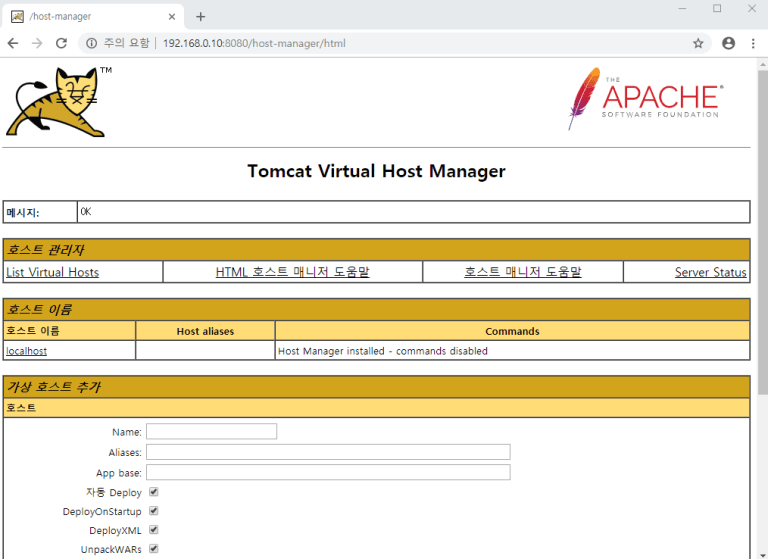 /host-manager
주의 요함 | 192.168.0.10:8080/host-manager/html
TM
THE
APACHE®
SOFTWARE FOUNDATION
Tomcat Virtual Host Manager
메시지: OK
호스트 관리자
List Virtual Hosts HTML 호스트 매니저 도움말 호스트 매니저 도움말 Server Status
호스트 이름
호스트 이름 Host aliases Commands
localhost Host Manager installed - commands disabled
가상 호스트 추가
호스트
Name:
Aliases:
App base:
자동 Deploy
DeployOnStartup
DeployXML
UnpackWARs